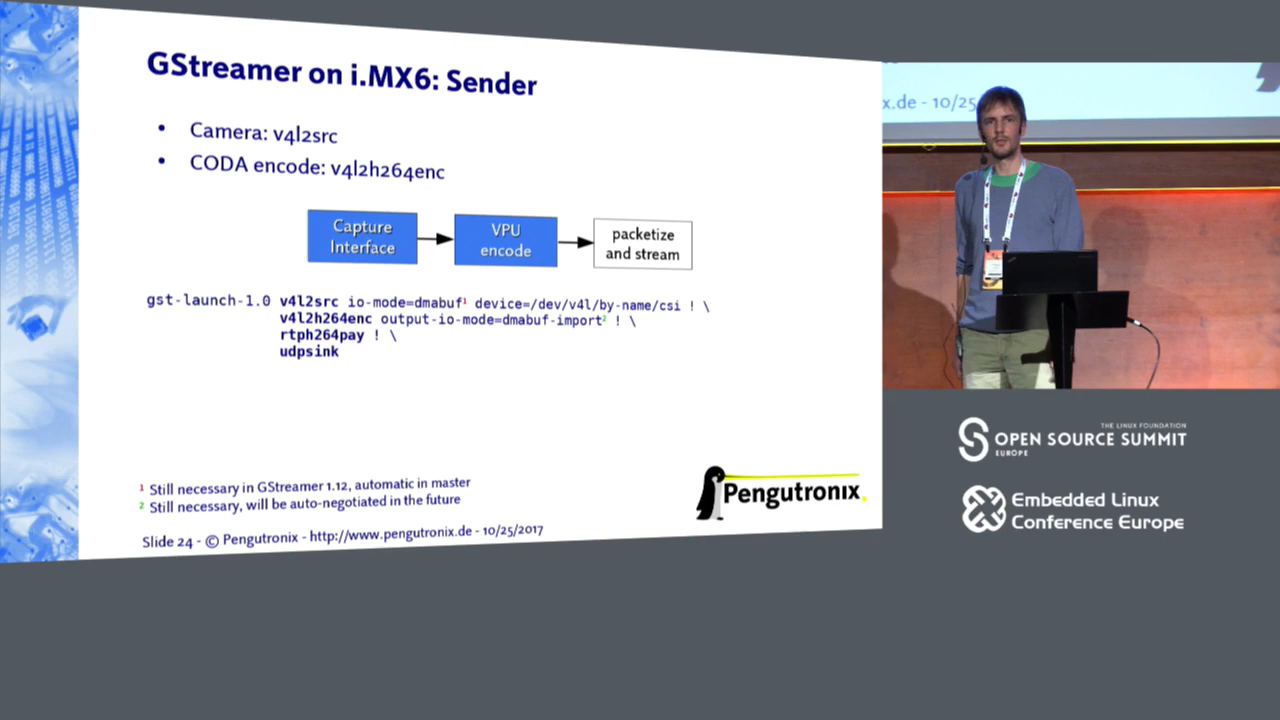 GStreamer on i.MX6: Sender
• Camera: v4l2src
• CODA encode: v4l2h264enc
Capture
Interface
VPU
encode
packetize
and stream
gst-launch-1.0 v4l2src io-mode=dmabuf¹ device=/dev/v4l/by-name/csi ! \
v4l2h264enc output-io-mode=dmabuf-import² ! \
rtph264pay ! \
udpsink
¹ Still necessary in GStreamer 1.12, automatic in master
² Still necessary, will be auto-negotiated in the future
Slide 24 - © Pengutronix - http://www.pengutronix.de - 10/25/2017
Pengutronix
x.de - 10/25
THE LINUX FOUNDATION
OPEN SOURCE SUMMIT
EUROPE
Embedded Linux
Conference Europe